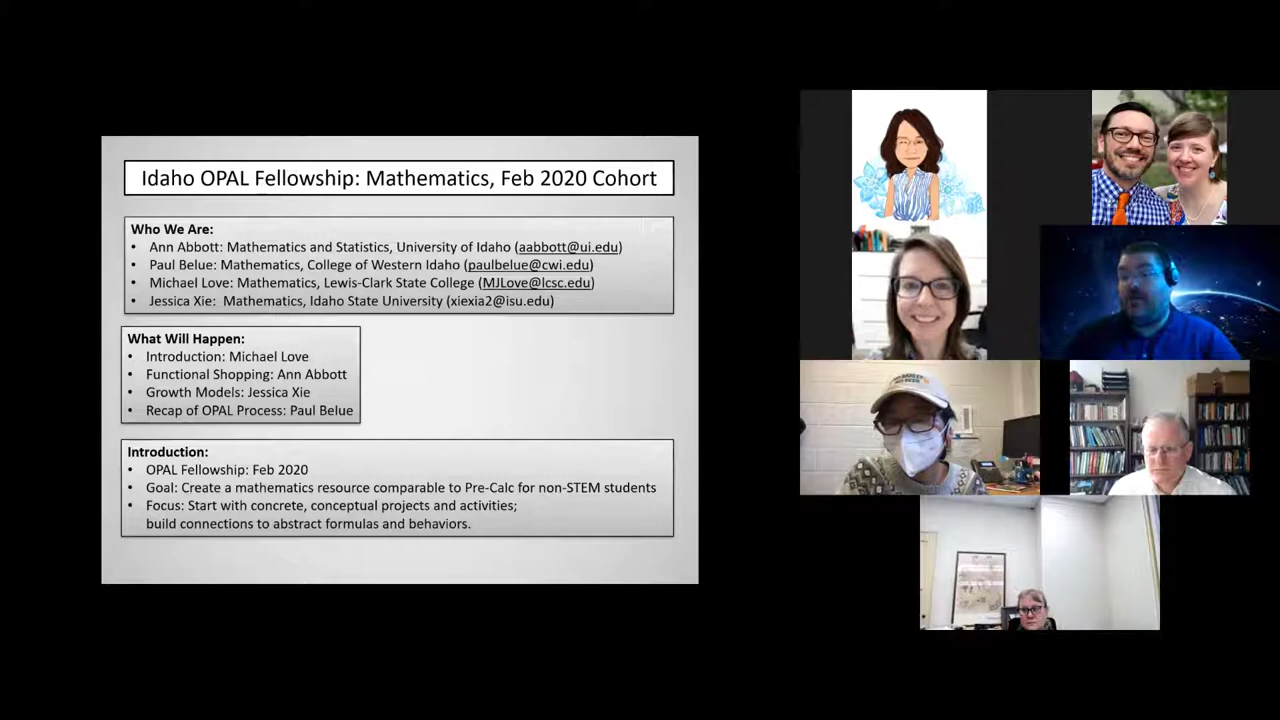 Idaho OPAL Fellowship: Mathematics, Feb 2020 Cohort
Who We Are:
• Ann Abbott: Mathematics and Statistics, University of Idaho (aabbott@ui.edu)
• Paul Belue: Mathematics, College of Western Idaho (paulbelue@cwi.edu)
• Michael Love: Mathematics, Lewis-Clark State College (MJLove@lcsc.edu)
• Jessica Xie:  Mathematics, Idaho State University (xiexia2@isu.edu)
What Will Happen:
• Introduction: Michael Love
• Functional Shopping: Ann Abbott
• Growth Models: Jessica Xie
• Recap of OPAL Process: Paul Belue
Introduction:
• OPAL Fellowship: Feb 2020
• Goal: Create a mathematics resource comparable to Pre-Calc for non-STEM students
• Focus: Start with concrete, conceptual projects and activities;
build connections to abstract formulas and behaviors.